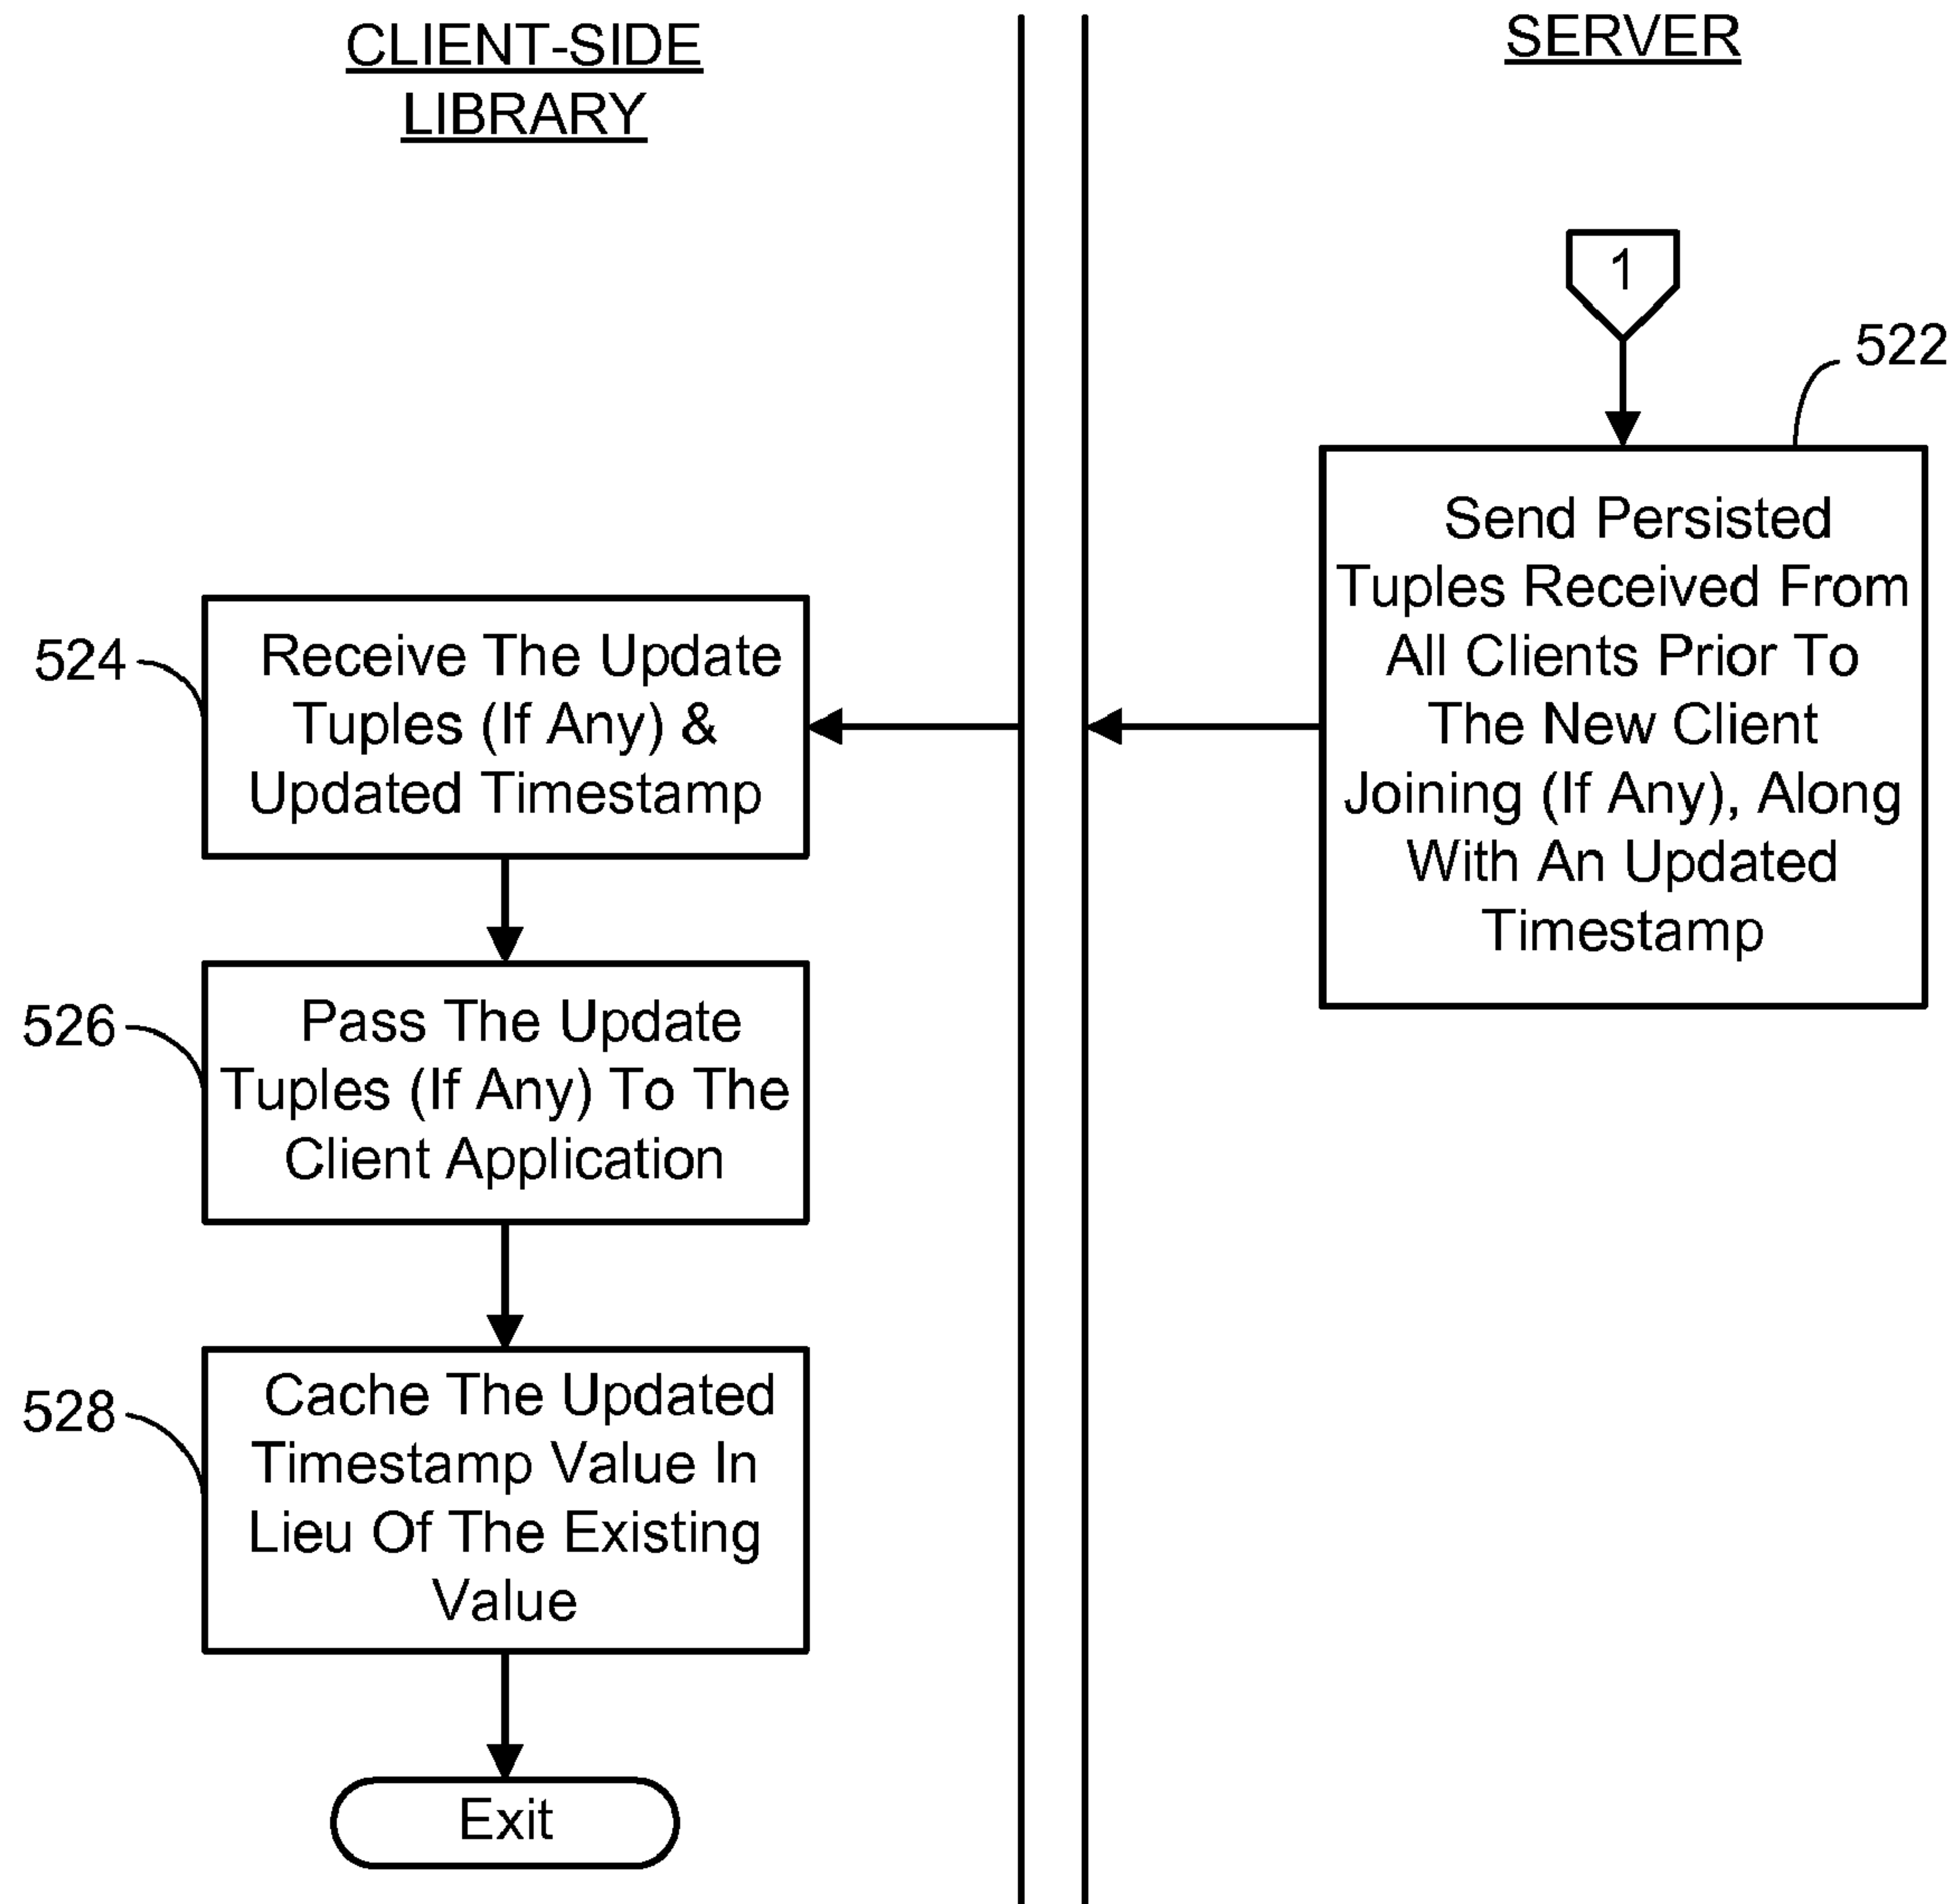 CLIENT-SIDE
LIBRARY
SERVER
1
522
Send Persisted
Tuples Received From
All Clients Prior To
The New Client
Joining (If Any), Along
With An Updated
Timestamp
524
Receive The Update
Tuples (If Any) &
Updated Timestamp
526
Pass The Update
Tuples (If Any) To The
Client Application
528
Cache The Updated
Timestamp Value In
Lieu Of The Existing
Value
Exit